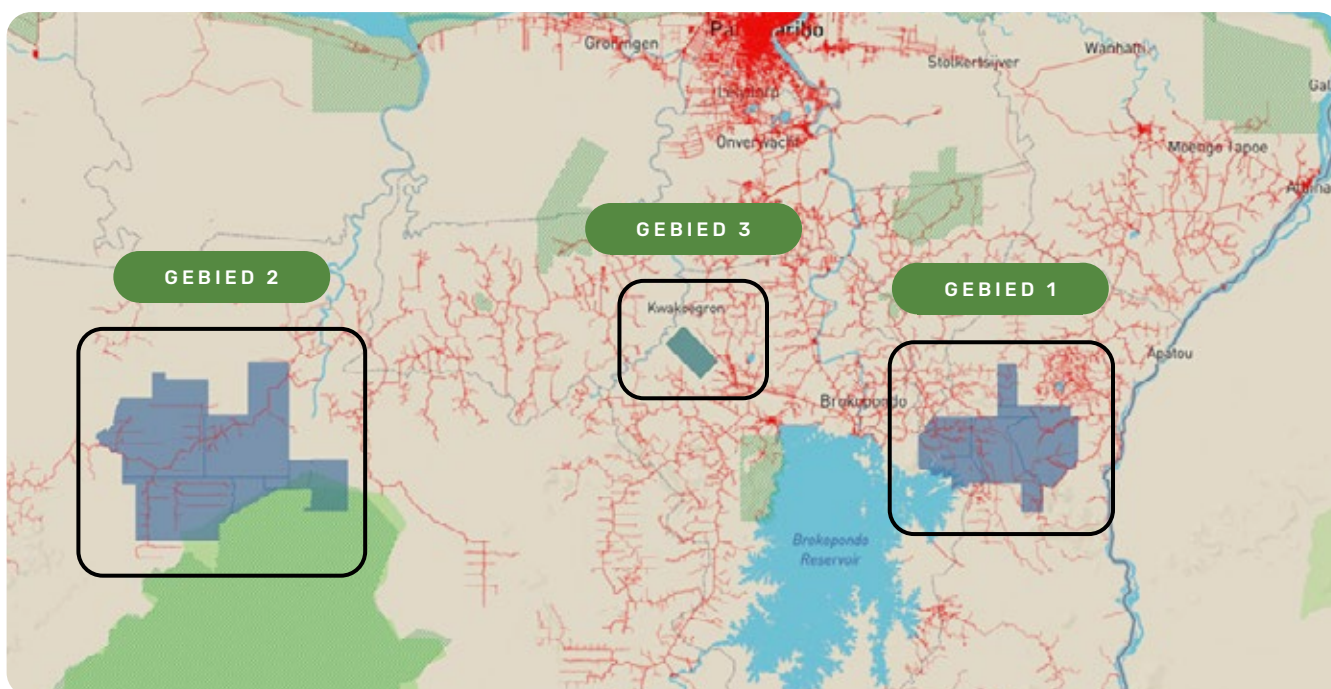 Groningen
Paramaribo
Wanhatti
Stolkertsijver
Gal
Lelydorp
Onverwacht
Moengo Tapoe
Albina
GEBIED 3
GEBIED 2
GEBIED 1
Kwakoegron
Apatou
Brokopondo
Brokopondo
Reservoir